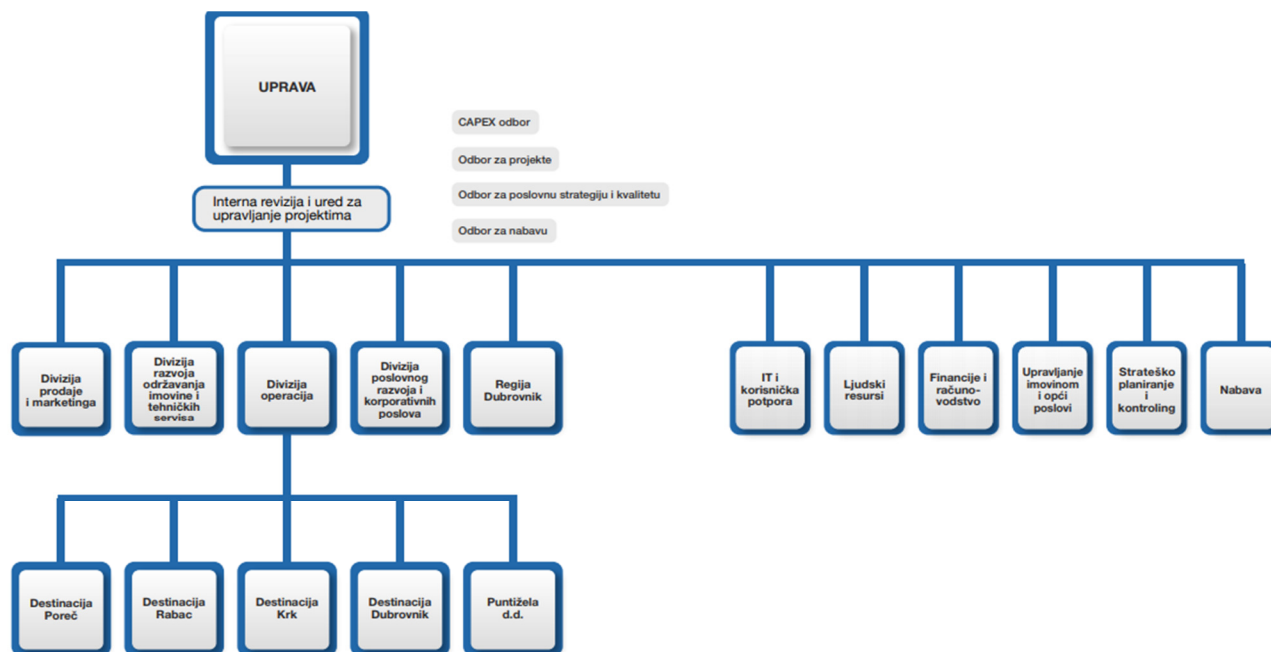 UPRAVA
CAPEX odbor
Odbor za projekte
Interna revizija i ured za
upravljanje projektima
Odbor za poslovnu strategiju i kvalitetu
Odbor za nabavu
Divizija
prodaje
i marketinga
Divizija
razvoja
održavanja
imovine i
tehničkih
servisa
Divizija
operacija
Divizija
poslovnog
razvoja i
korporativnih
poslova
Regija
Dubrovnik
IT i
korisnička
potpora
Ljudski
resursi
Financije i
računo-
vodstvo
Upravljanje
imovinom
i opći
poslovi
Strateško
planiranje
i
kontroling
Nabava
Destinacija
Poreč
Destinacija
Rabac
Destinacija
Krk
Destinacija
Dubrovnik
Puntižela
d.d.